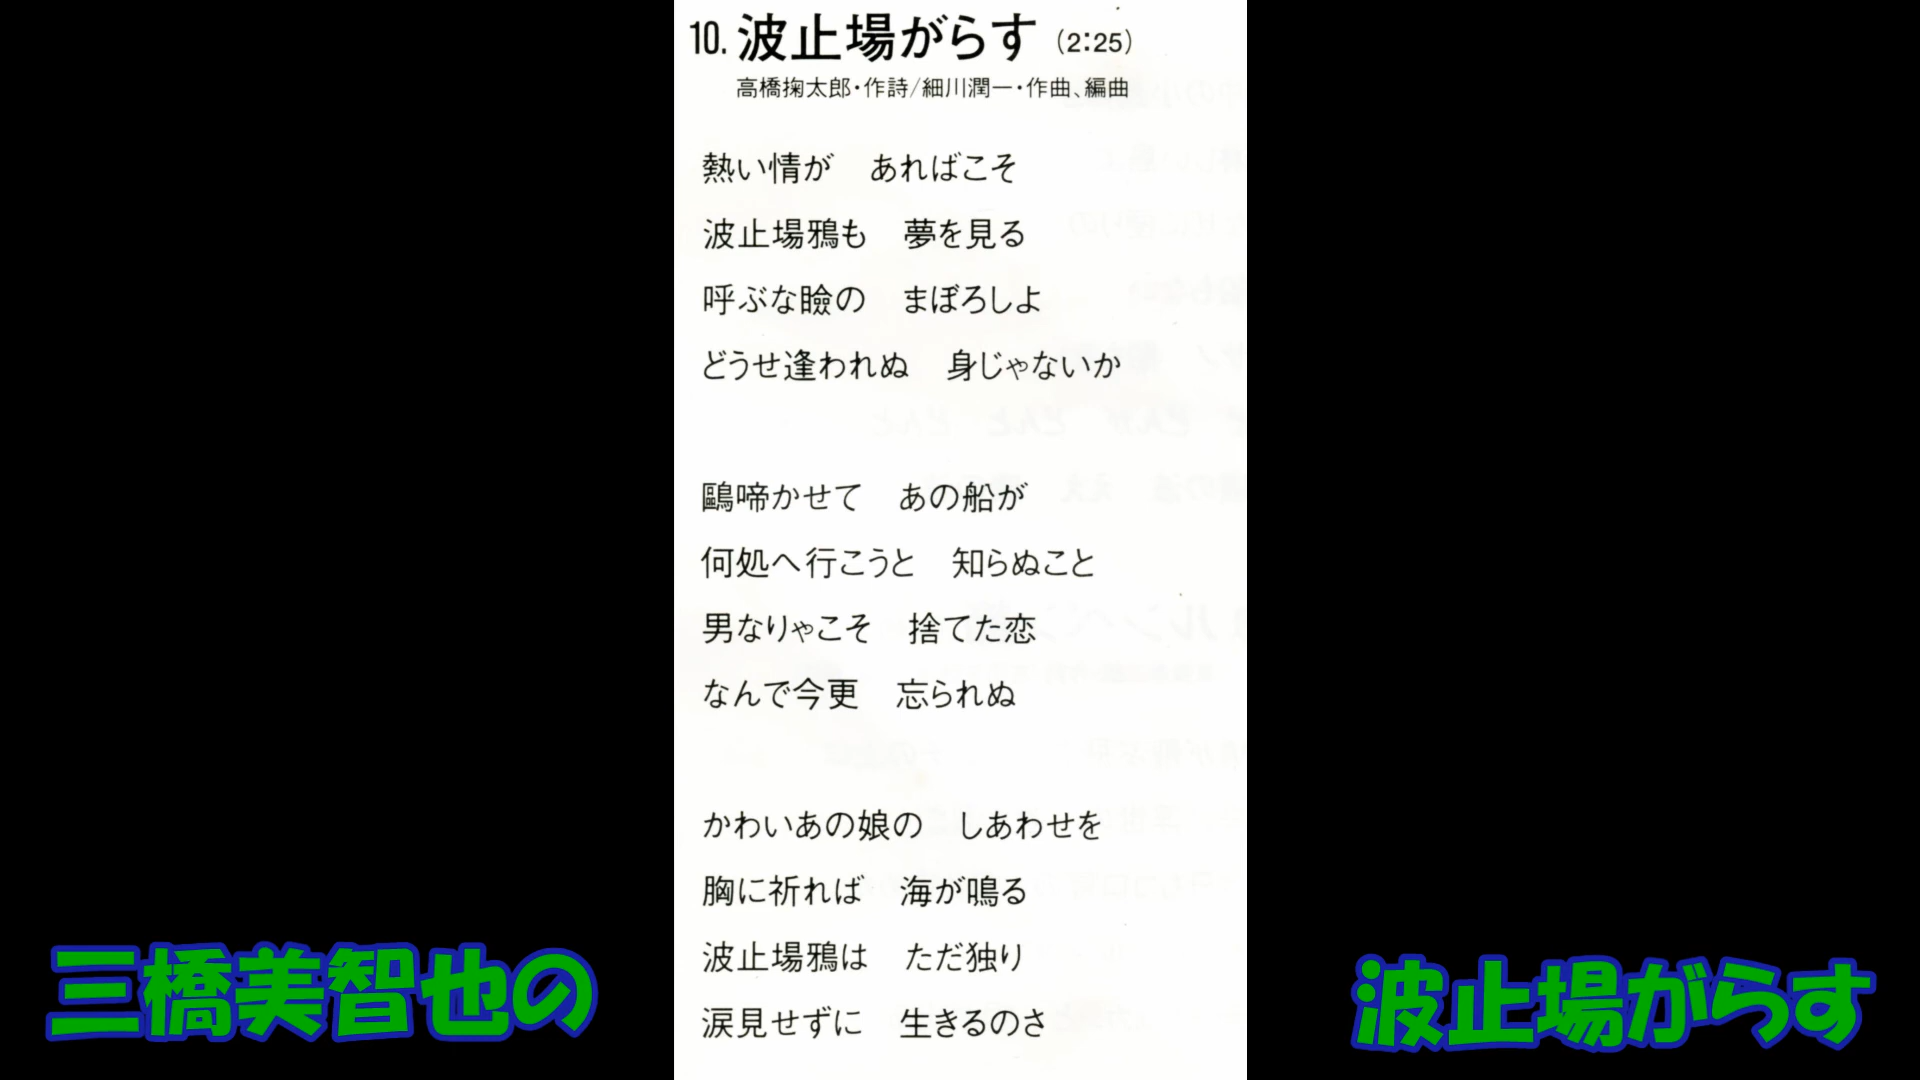 10. 波止場がらす (2:25)
高橋掬太郎・作詩/細川潤一・作曲、編曲
熱い情が　あればこそ
波止場鴉も　夢を見る
呼ぶな瞼の　まぼろしよ
どうせ逢われぬ　身じゃないか
鷗啼かせて　あの船が
何処へ行こうと　知らぬこと
男なりゃこそ　捨てた恋
なんで今更　忘られぬ
かわいあの娘の　しあわせを
胸に祈れば　海が鳴る
波止場鴉は　ただ独り
涙見せずに　生きるのさ
三橋美智也の
波止場がらす